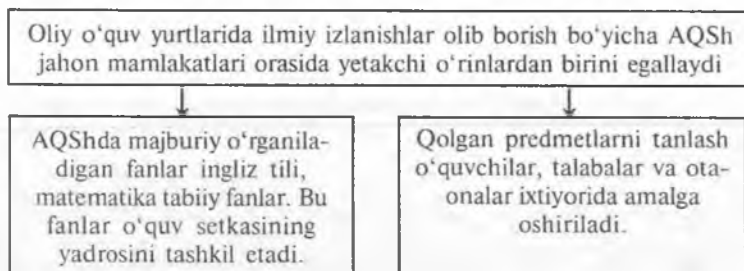 Oliy o‘quv yurtlarida ilmiy izlanishlar olib borish bo‘yicha AQSh
jahon mamlakatlari orasida yetakchi o‘rinlardan birini egallaydi
AQShda majburiy o‘rganila-
digan fanlar ingliz tili,
matematika tabiiy fanlar. Bu
fanlar o‘quv setkasining
yadrosini tashkil etadi.
Qolgan predmetlarni tanlash
o‘quvchilar, talabalar va ota-
onalar ixtiyorida amalga
oshiriladi.